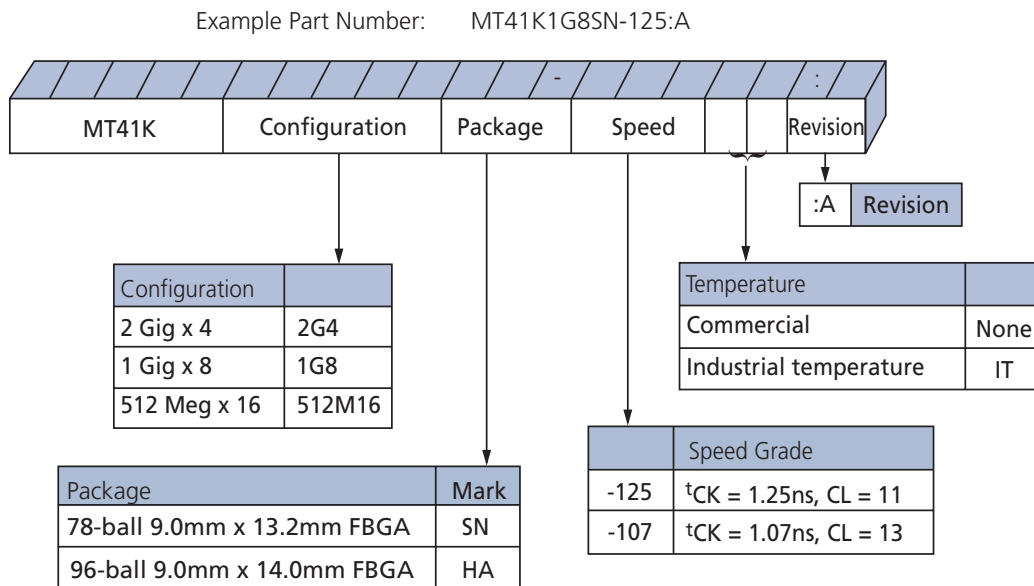 Example Part Number: MT41K1G8SN-125:A
- :
MT41K Configuration Package Speed Revision
:A Revision
Configuration
2 Gig x 4 2G4
1 Gig x 8 1G8
512 Meg x 16 512M16
Temperature
Commercial None
Industrial temperature IT
Package Mark
78-ball 9.0mm x 13.2mm FBGA SN
96-ball 9.0mm x 14.0mm FBGA HA
Speed Grade
-125 tCK = 1.25ns, CL = 11
-107 tCK = 1.07ns, CL = 13